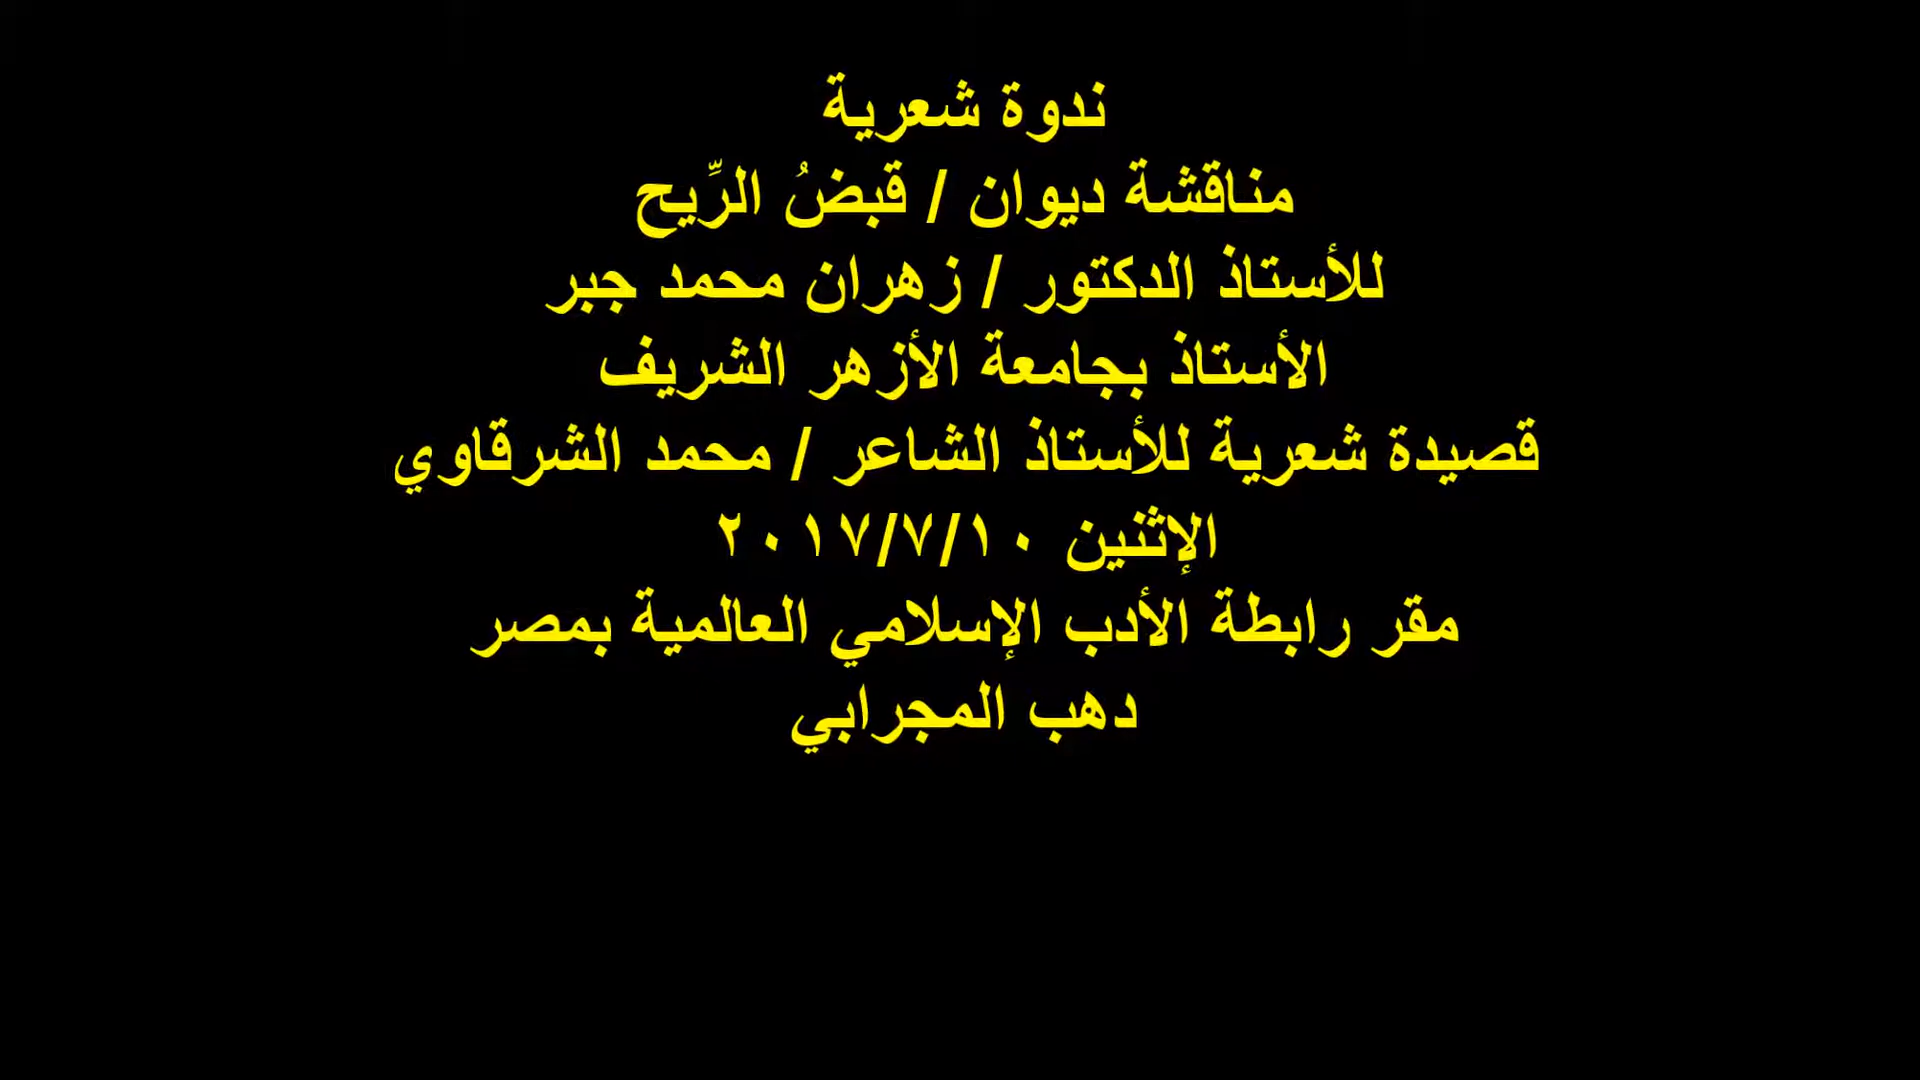 ندوة شعرية
مناقشة ديوان / قبضُ الرِّيح
للأستاذ الدكتور / زهران محمد جبر
الأستاذ بجامعة الأزهر الشريف
قصيدة شعرية للأستاذ الشاعر / محمد الشرقاوي
الإثنين ٢٠١٧/٧/١٠
مقر رابطة الأدب الإسلامي العالمية بمصر
دهب المجرابي